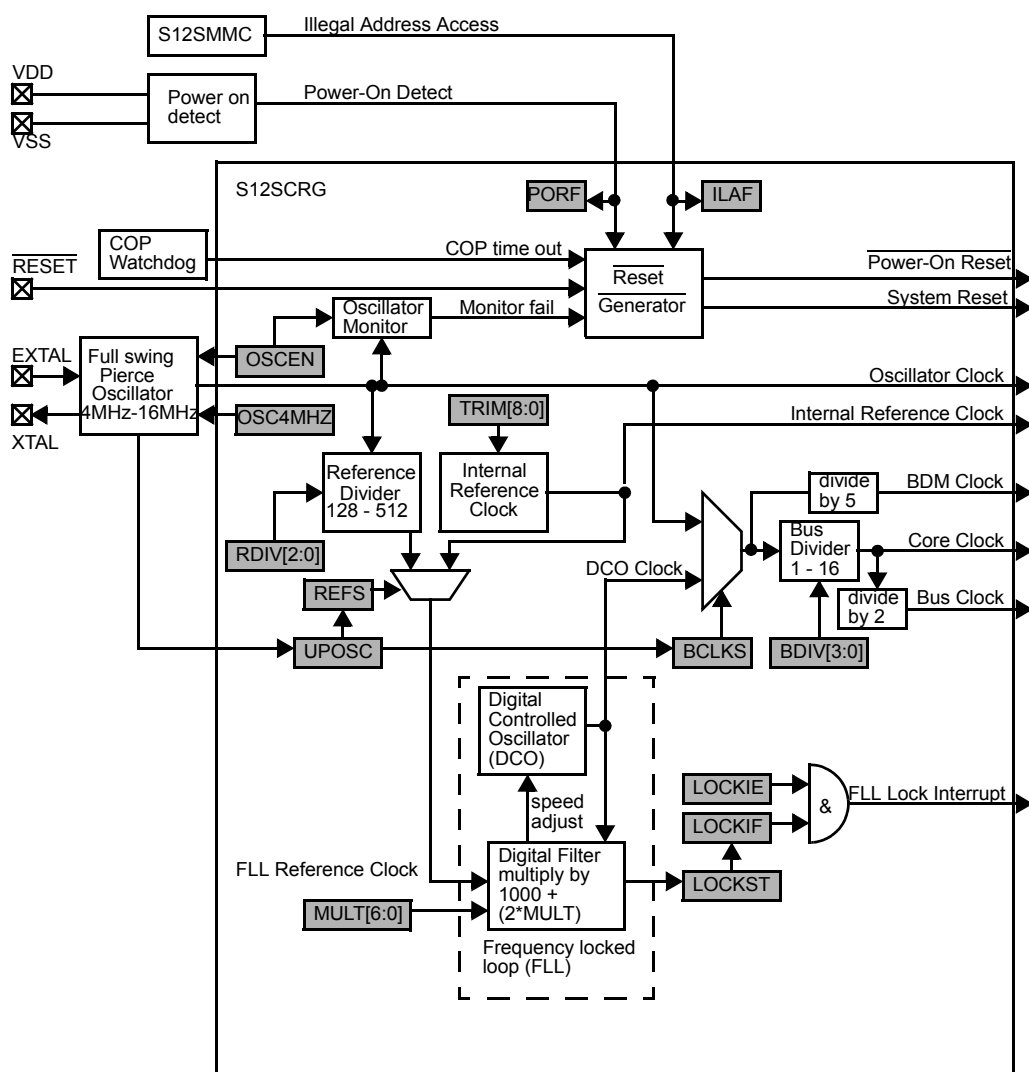 S12SMMC
Illegal Address Access
VDD
Power on
detect
Power-On Detect
VSS
S12SCRG
PORF
ILAF
COP
Watchdog
COP time out
RESET
Reset
Generator
Power-On Reset
System Reset
Oscillator
Monitor
Monitor fail
OSCEN
EXTAL
Full swing
Pierce
Oscillator
4MHz-16MHz
XTAL
OSC4MHZ
Oscillator Clock
TRIM[8:0]
Internal Reference Clock
Reference
Divider
128 - 512
Internal
Reference
Clock
divide
by 5
BDM Clock
RDIV[2:0]
Bus
Divider
1 - 16
Core Clock
DCO Clock
REFS
divide
by 2
Bus Clock
UPOSC
BCLKS
BDIV[3:0]
Digital
Controlled
Oscillator
(DCO)
speed
adjust
LOCKIE
LOCKIF
&
FLL Lock Interrupt
FLL Reference Clock
Digital Filter
multiply by
1000 +
(2*MULT)
LOCKST
MULT[6:0]
Frequency locked
loop (FLL)